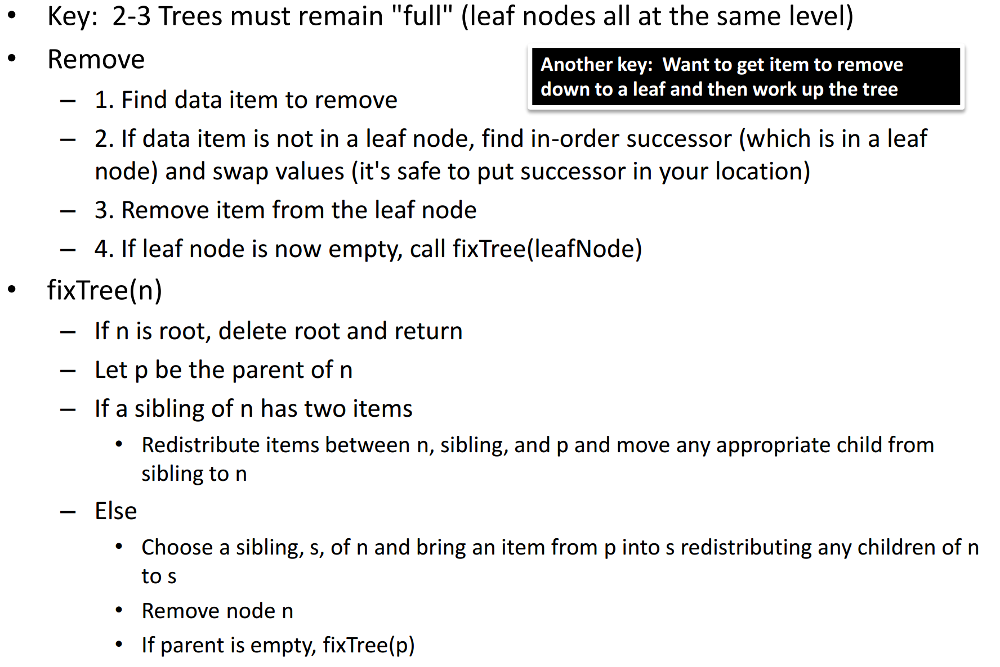 • Key:  2-3 Trees must remain "full" (leaf nodes all at the same level)
• Remove
Another key:  Want to get item to remove
down to a leaf and then work up the tree
– 1. Find data item to remove
– 2. If data item is not in a leaf node, find in-order successor (which is in a leaf
node) and swap values (it's safe to put successor in your location)
– 3. Remove item from the leaf node
– 4. If leaf node is now empty, call fixTree(leafNode)
• fixTree(n)
– If n is root, delete root and return
– Let p be the parent of n
– If a sibling of n has two items
• Redistribute items between n, sibling, and p and move any appropriate child from
sibling to n
– Else
• Choose a sibling, s, of n and bring an item from p into s redistributing any children of n
to s
• Remove node n
• If parent is empty, fixTree(p)